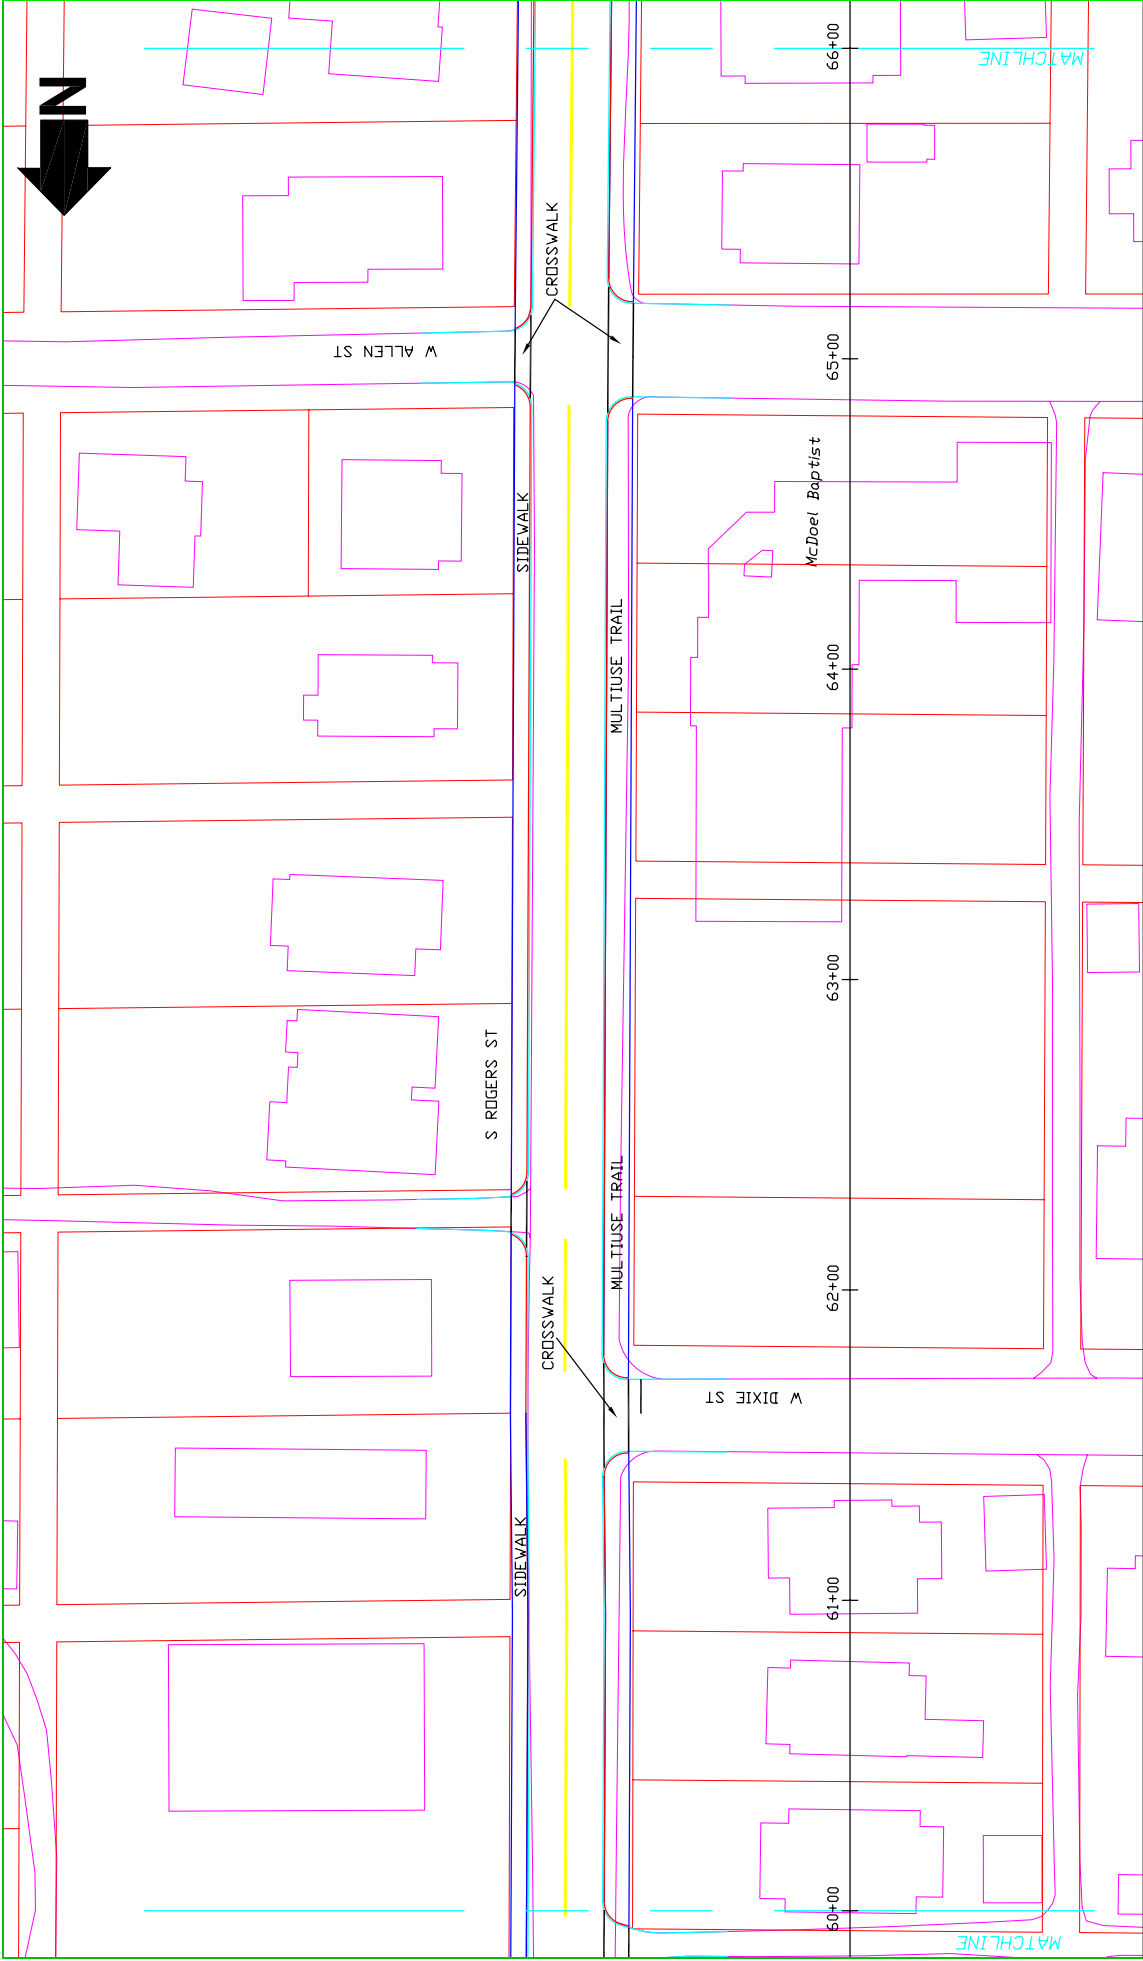 N
MATCHLINE
66+00
CROSSWALK
W ALLEN ST
65+00
McDoel Baptist
SIDEWALK
MULTIUSE TRAIL
64+00
63+00
S ROGERS ST
MULTIUSE TRAIL
62+00
CROSSWALK
W DIXIE ST
SIDEWALK
61+00
60+00
MATCHLINE